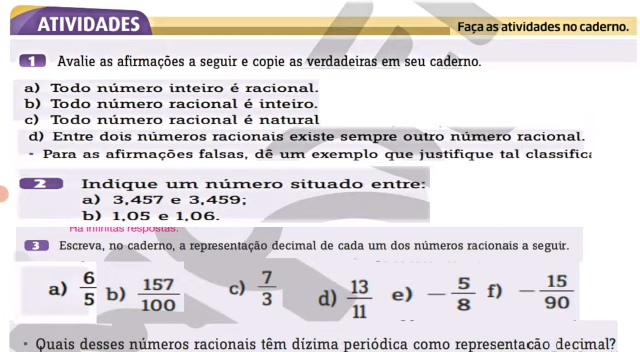 ATIVIDADES
Faça as atividades no caderno.
1 Avalie as afirmações a seguir e copie as verdadeiras em seu caderno.
a) Todo número inteiro é racional.
b) Todo número racional é inteiro.
c) Todo número racional é natural
d) Entre dois números racionais existe sempre outro número racional.
• Para as afirmações falsas, dê um exemplo que justifique tal classifica
2 Indique um número situado entre:
a) 3,457 e 3,459;
b) 1,05 e 1,06.
Há infinitas respostas.
3 Escreva, no caderno, a representação decimal de cada um dos números racionais a seguir.
a) 6/5 b) 157/100 c) 7/3 d) 13/11 e) −5/8 f) −15/90
• Quais desses números racionais têm dízima periódica como representação decimal?